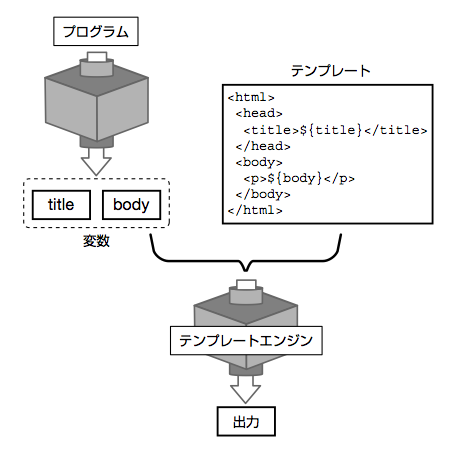 プログラム
title
body
変数
テンプレート
<html>
<head>
<title>${title}</title>
</head>
<body>
<p>${body}</p>
</body>
</html>
テンプレートエンジン
出力